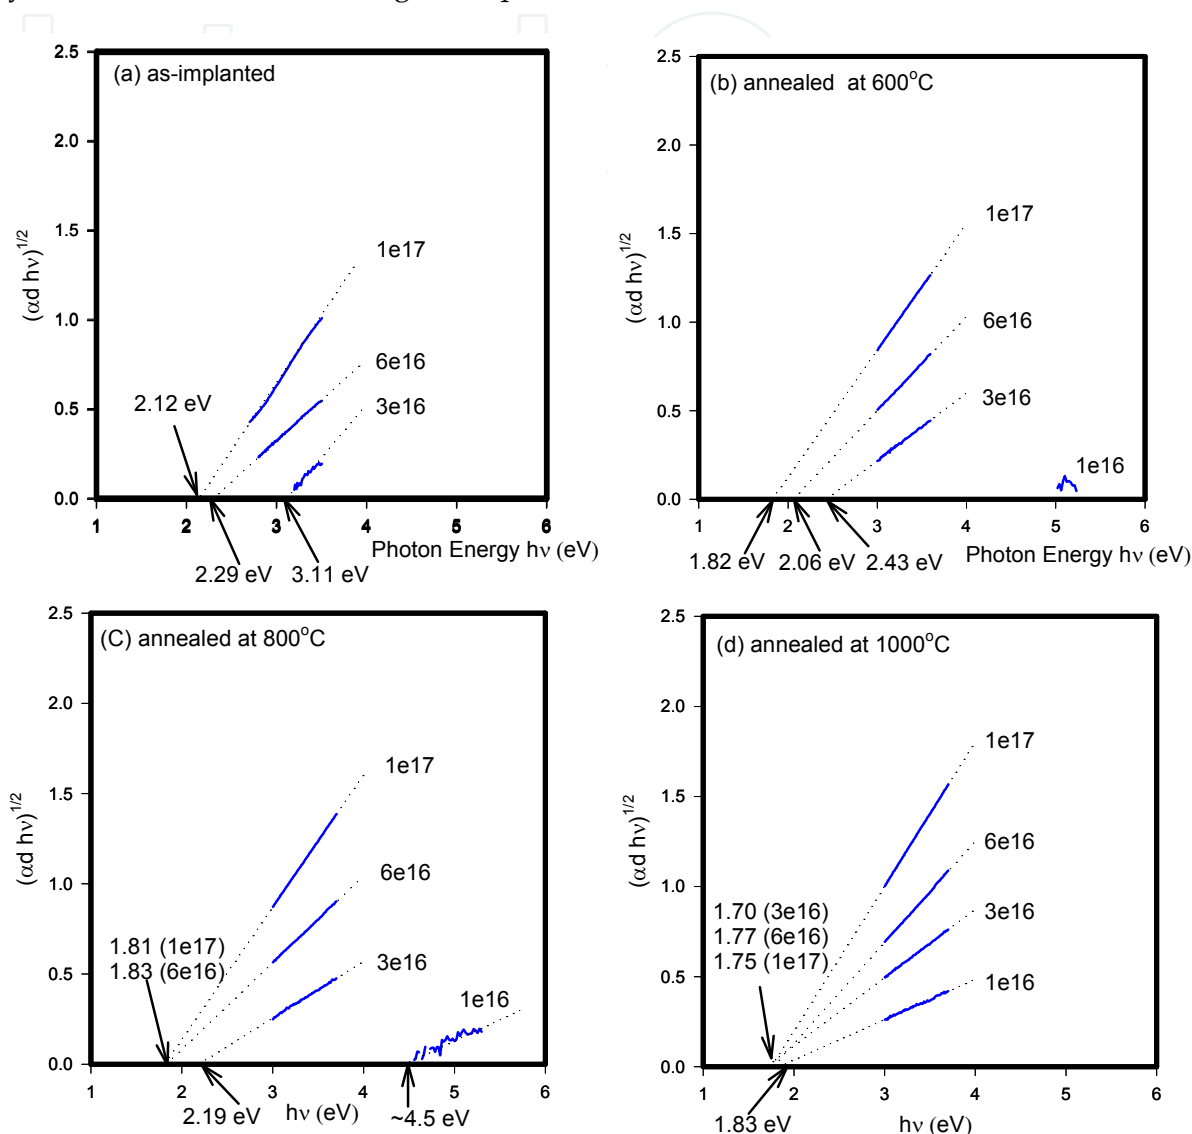 (a) as-implanted
2.5
2.0
1.5
1.0
0.5
0.0
(αd hν)1/2
1e17
6e16
3e16
2.12 eV
1 2 3 4 5 6
Photon Energy hν (eV)
2.29 eV 3.11 eV
(b) annealed at 600oC
2.5
2.0
1.5
1.0
0.5
0.0
(αd hν)1/2
1e17
6e16
3e16
1e16
1 2 3 4 5 6
1.82 eV 2.06 eV 2.43 eV Photon Energy hν (eV)
(C) annealed at 800oC
2.5
2.0
1.5
1.0
0.5
0.0
(αd hν)1/2
1e17
6e16
3e16
1e16
1.81 (1e17)
1.83 (6e16)
1 2 3 4 5 6
2.19 eV hν (eV) ~4.5 eV
(d) annealed at 1000oC
2.5
2.0
1.5
1.0
0.5
0.0
(αd hν)1/2
1e17
6e16
3e16
1e16
1.70 (3e16)
1.77 (6e16)
1.75 (1e17)
1 2 3 4 5 6
1.83 eV hν (eV)